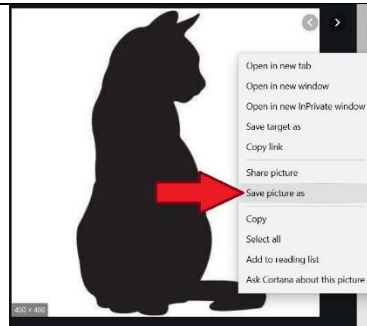 Open in new tab
Open in new window
Open in new InPrivate window
Save target as
Copy link
Share picture
Save picture as
Copy
Select all
Add to reading list
Ask Cortana about this picture
450 × 450